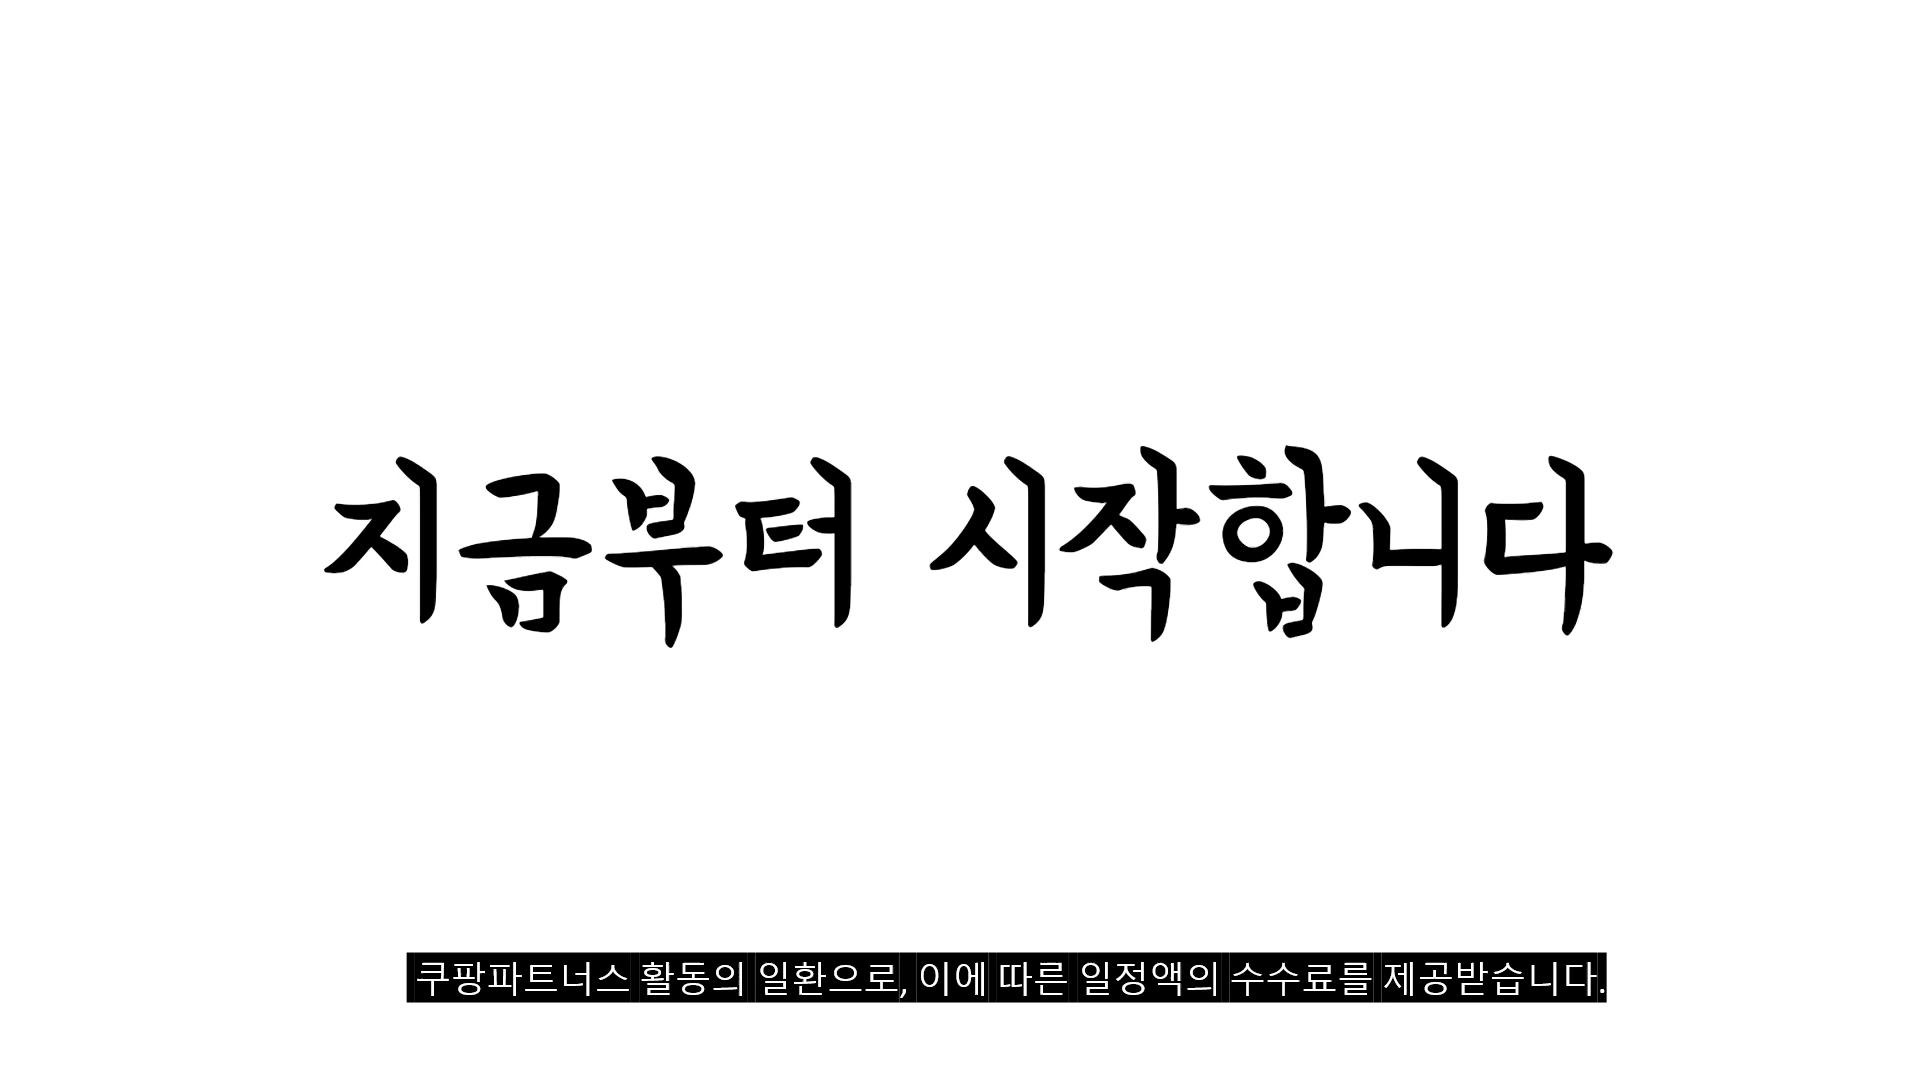 지금부터 시작합니다
쿠팡파트너스 활동의 일환으로, 이에 따른 일정액의 수수료를 제공받습니다.